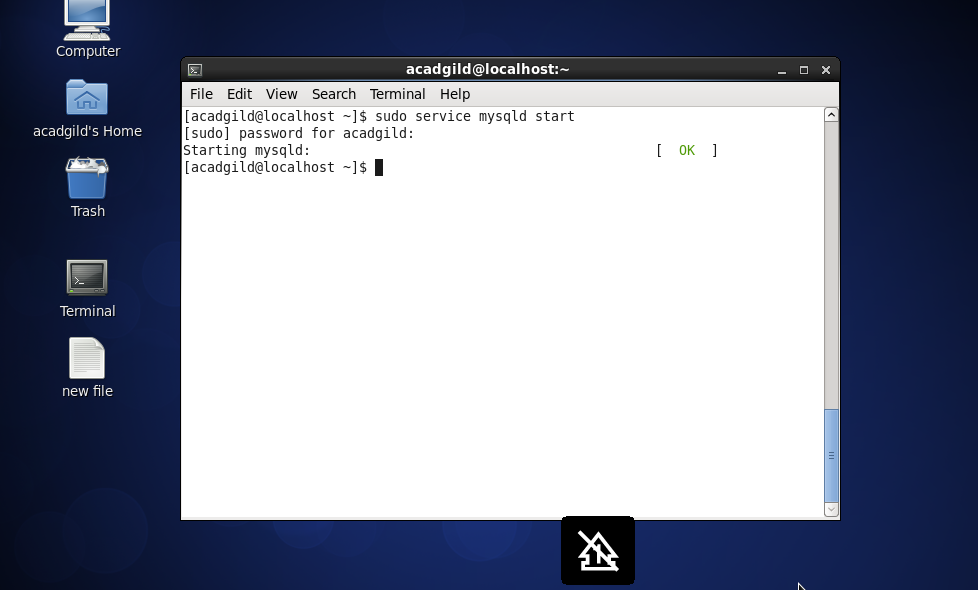 Computer
acadgild's Home
Trash
Terminal
new file
acadgild@localhost:~
File Edit View Search Terminal Help
[acadgild@localhost ~]$ sudo service mysqld start
[sudo] password for acadgild:
Starting mysqld: [ OK ]
[acadgild@localhost ~]$